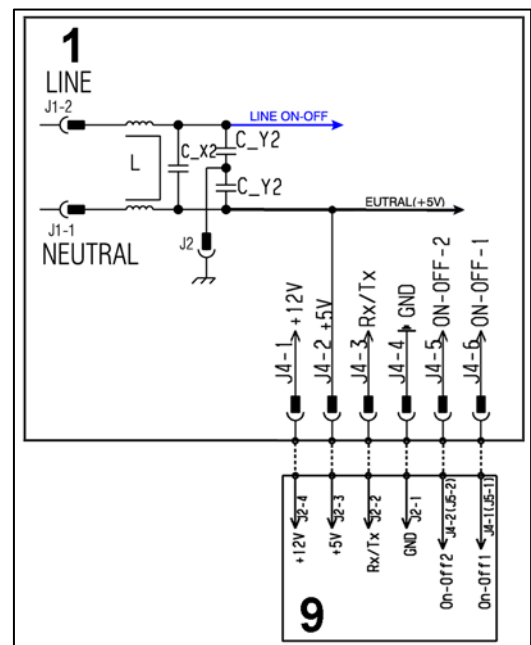 1
LINE
J1-2
LINE ON-OFF
C_Y2
L
C_X2
C_Y2
EUTRAL(+5V)
J1-1
NEUTRAL
J2
J4-1
+12V
J4-2
+5V
J4-3
Rx/Tx
J4-4
GND
J4-5
ON-OFF-2
J4-6
ON-OFF-1
+12V
J2-4
+5V
J2-3
Rx/Tx
J2-2
GND
J2-1
On-Off2
J4-2(J5-2)
On-Off1
J4-1(J5-1)
9